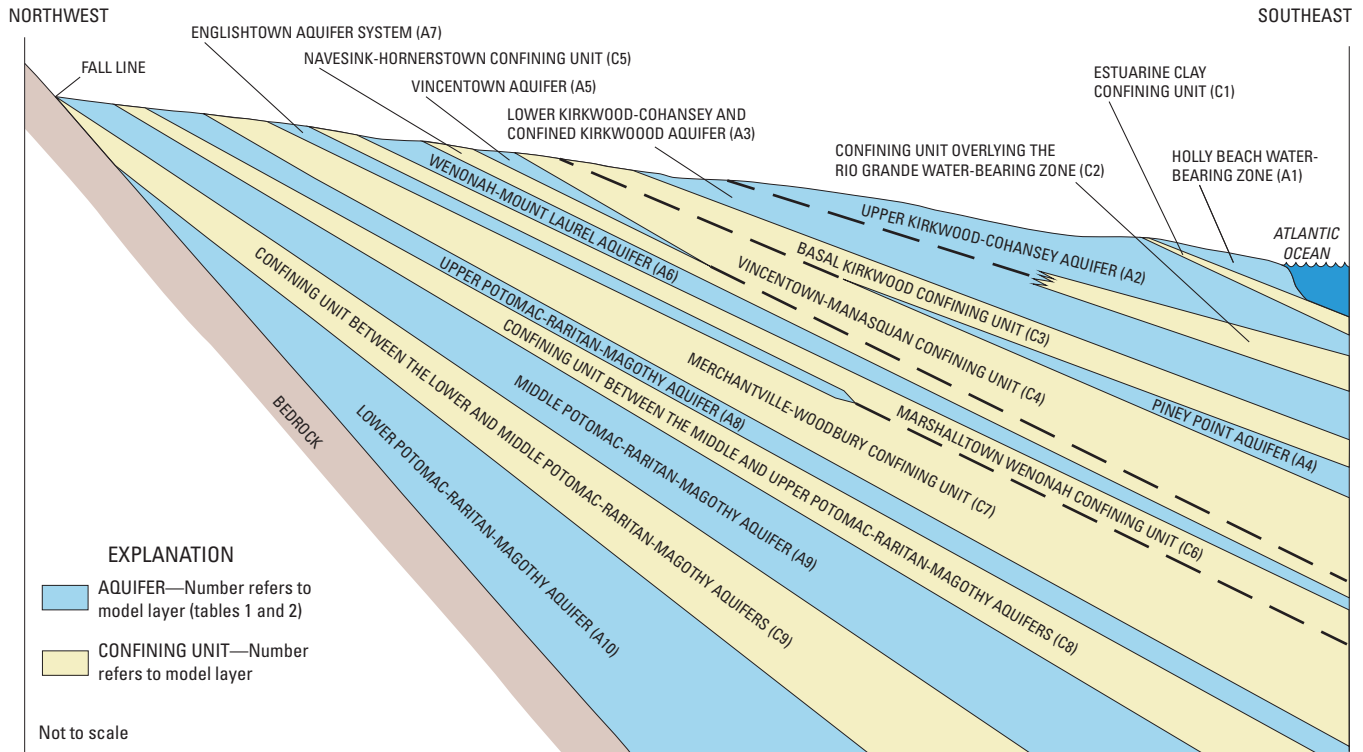 NORTHWEST
SOUTHEAST
ENGLISHTOWN AQUIFER SYSTEM (A7)
NAVESINK-HORNERSTOWN CONFINING UNIT (C5)
FALL LINE
VINCENTOWN AQUIFER (A5)
LOWER KIRKWOOD-COHANSEY AND
CONFINED KIRKWOOOD AQUIFER (A3)
ESTUARINE CLAY
CONFINING UNIT (C1)
CONFINING UNIT OVERLYING THE
RIO GRANDE WATER-BEARING ZONE (C2)
HOLLY BEACH WATER-
BEARING ZONE (A1)
ATLANTIC
OCEAN
UPPER KIRKWOOD-COHANSEY AQUIFER (A2)
BASAL KIRKWOOD CONFINING UNIT (C3)
PINEY POINT AQUIFER (A4)
VINCENTOWN-MANASQUAN CONFINING UNIT (C4)
WENONAH-MOUNT LAUREL AQUIFER (A6)
MARSHALLTOWN WENONAH CONFINING UNIT (C6)
MERCHANTVILLE-WOODBURY CONFINING UNIT (C7)
UPPER POTOMAC-RARITAN-MAGOTHY AQUIFER (A8)
CONFINING UNIT BETWEEN THE MIDDLE AND UPPER POTOMAC-RARITAN-MAGOTHY AQUIFERS (C8)
MIDDLE POTOMAC-RARITAN-MAGOTHY AQUIFER (A9)
CONFINING UNIT BETWEEN THE LOWER AND MIDDLE POTOMAC-RARITAN-MAGOTHY AQUIFERS (C9)
LOWER POTOMAC-RARITAN-MAGOTHY AQUIFER (A10)
BEDROCK
EXPLANATION
AQUIFER—Number refers to
model layer (tables 1 and 2)
CONFINING UNIT—Number
refers to model layer
Not to scale